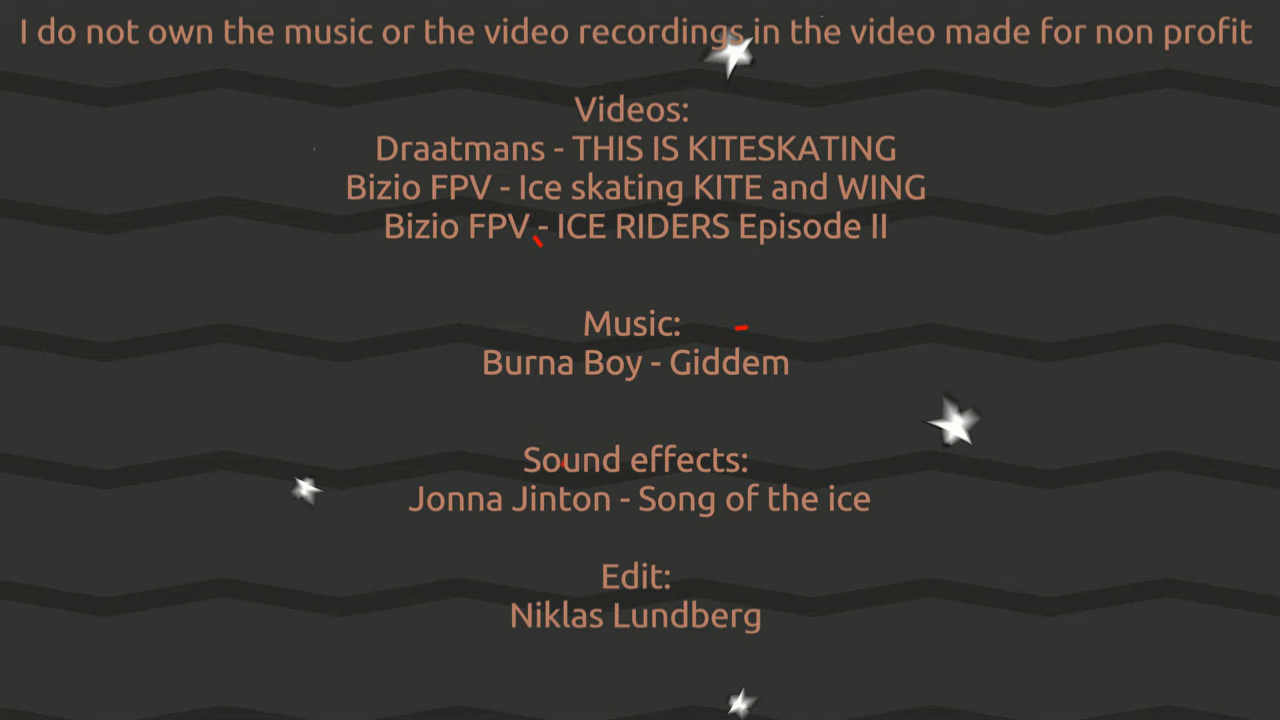 I do not own the music or the video recordings in the video made for non profit
Videos:
Draatmans - THIS IS KITESKATING
Bizio FPV - Ice skating KITE and WING
Bizio FPV - ICE RIDERS Episode II
Music:
Burna Boy - Giddem
Sound effects:
Jonna Jinton - Song of the ice
Edit:
Niklas Lundberg